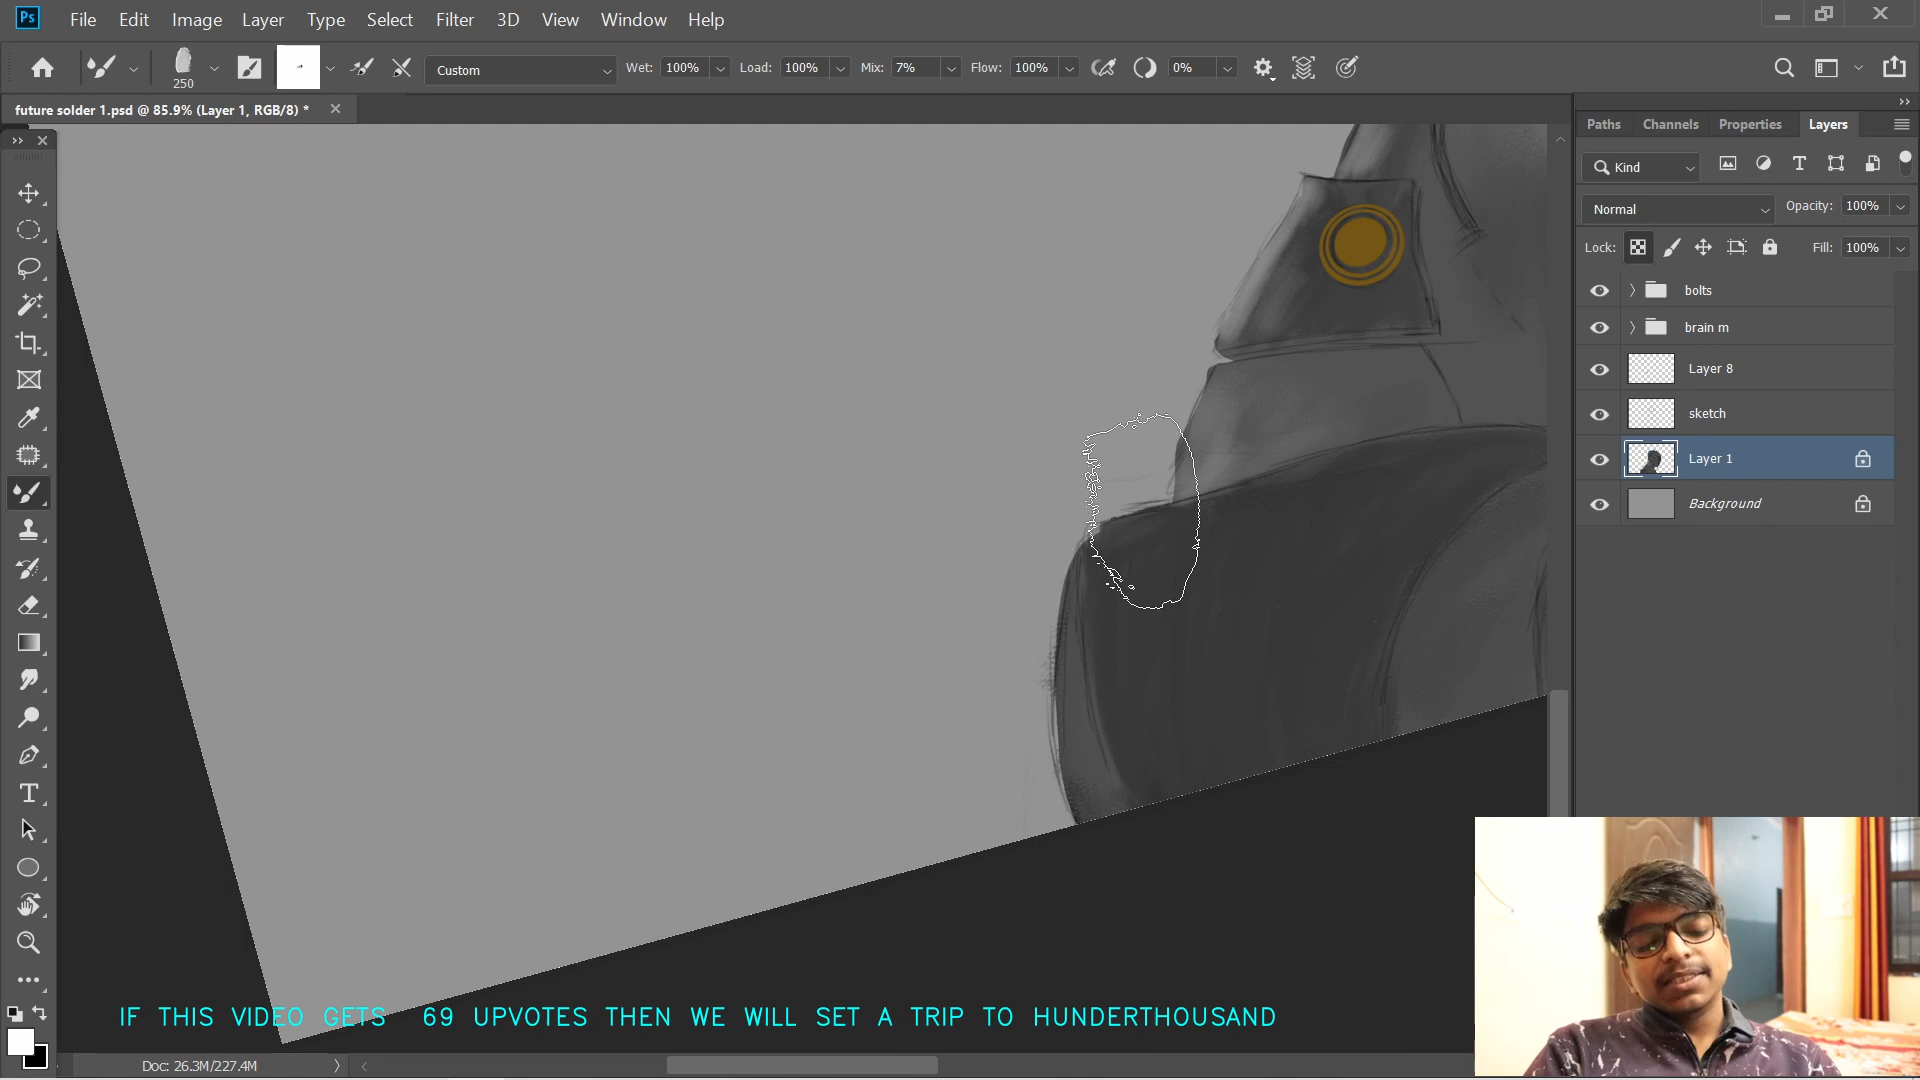 Ps File Edit Image Layer Type Select Filter 3D View Window Help
250 Custom Wet: 100% Load: 100% Mix: 7% Flow: 100% 0%
future solder 1.psd @ 85.9% (Layer 1, RGB/8) *
Paths Channels Properties Layers
Kind
Normal Opacity: 100%
Lock: Fill: 100%
bolts
brain m
Layer 8
sketch
Layer 1
Background
IF THIS VIDEO GETS 69 UPVOTES THEN WE WILL SET A TRIP TO HUNDERTHOUSAND
Doc: 26.3M/227.4M